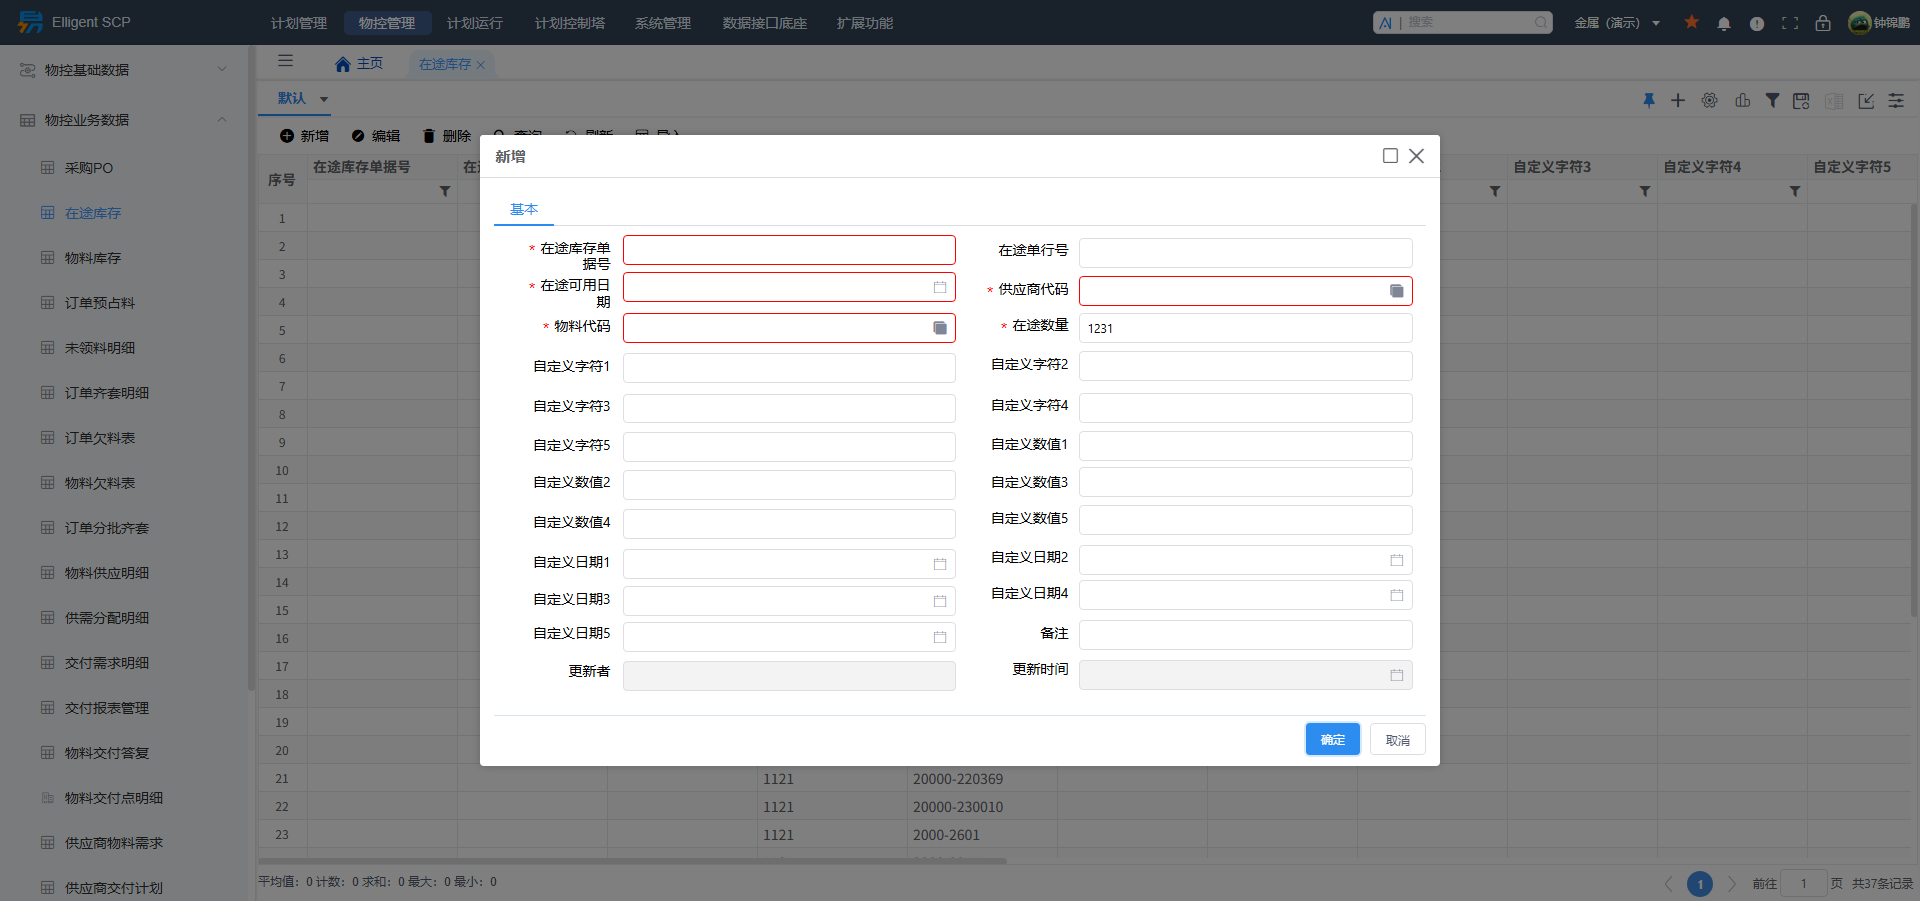 Elligent SCP
计划管理
物控管理
计划运行
计划控制塔
系统管理
数据接口底座
扩展功能
AI | 搜索
金属 (演示)
钟锦鹏
物控基础数据
物控业务数据
采购PO
在途库存
物料库存
订单预占料
未领料明细
订单齐套明细
订单欠料表
物料欠料表
订单分批齐套
物料供应明细
供需分配明细
交付需求明细
交付报表管理
物料交付答复
物料交付点明细
供应商物料需求
供应商交付计划
主页
在途库存
默认
新增 编辑 删除 查询 刷新 导入
序号
在途库存单据号
自定义字符3
自定义字符4
自定义字符5
1
2
3
4
5
6
7
8
9
10
11
12
13
14
15
16
17
18
19
20
21 1121 20000-220369
22 1121 20000-230010
23 1121 2000-2601
新增
基本
* 在途库存单据号
在途单行号
* 在途可用日期
* 供应商代码
* 物料代码
* 在途数量 1231
自定义字符1
自定义字符2
自定义字符3
自定义字符4
自定义字符5
自定义数值1
自定义数值2
自定义数值3
自定义数值4
自定义数值5
自定义日期1
自定义日期2
自定义日期3
自定义日期4
自定义日期5
备注
更新者
更新时间
确定
取消
平均值: 0 计数: 0 求和: 0 最大: 0 最小: 0
1
前往 1 页 共37条记录